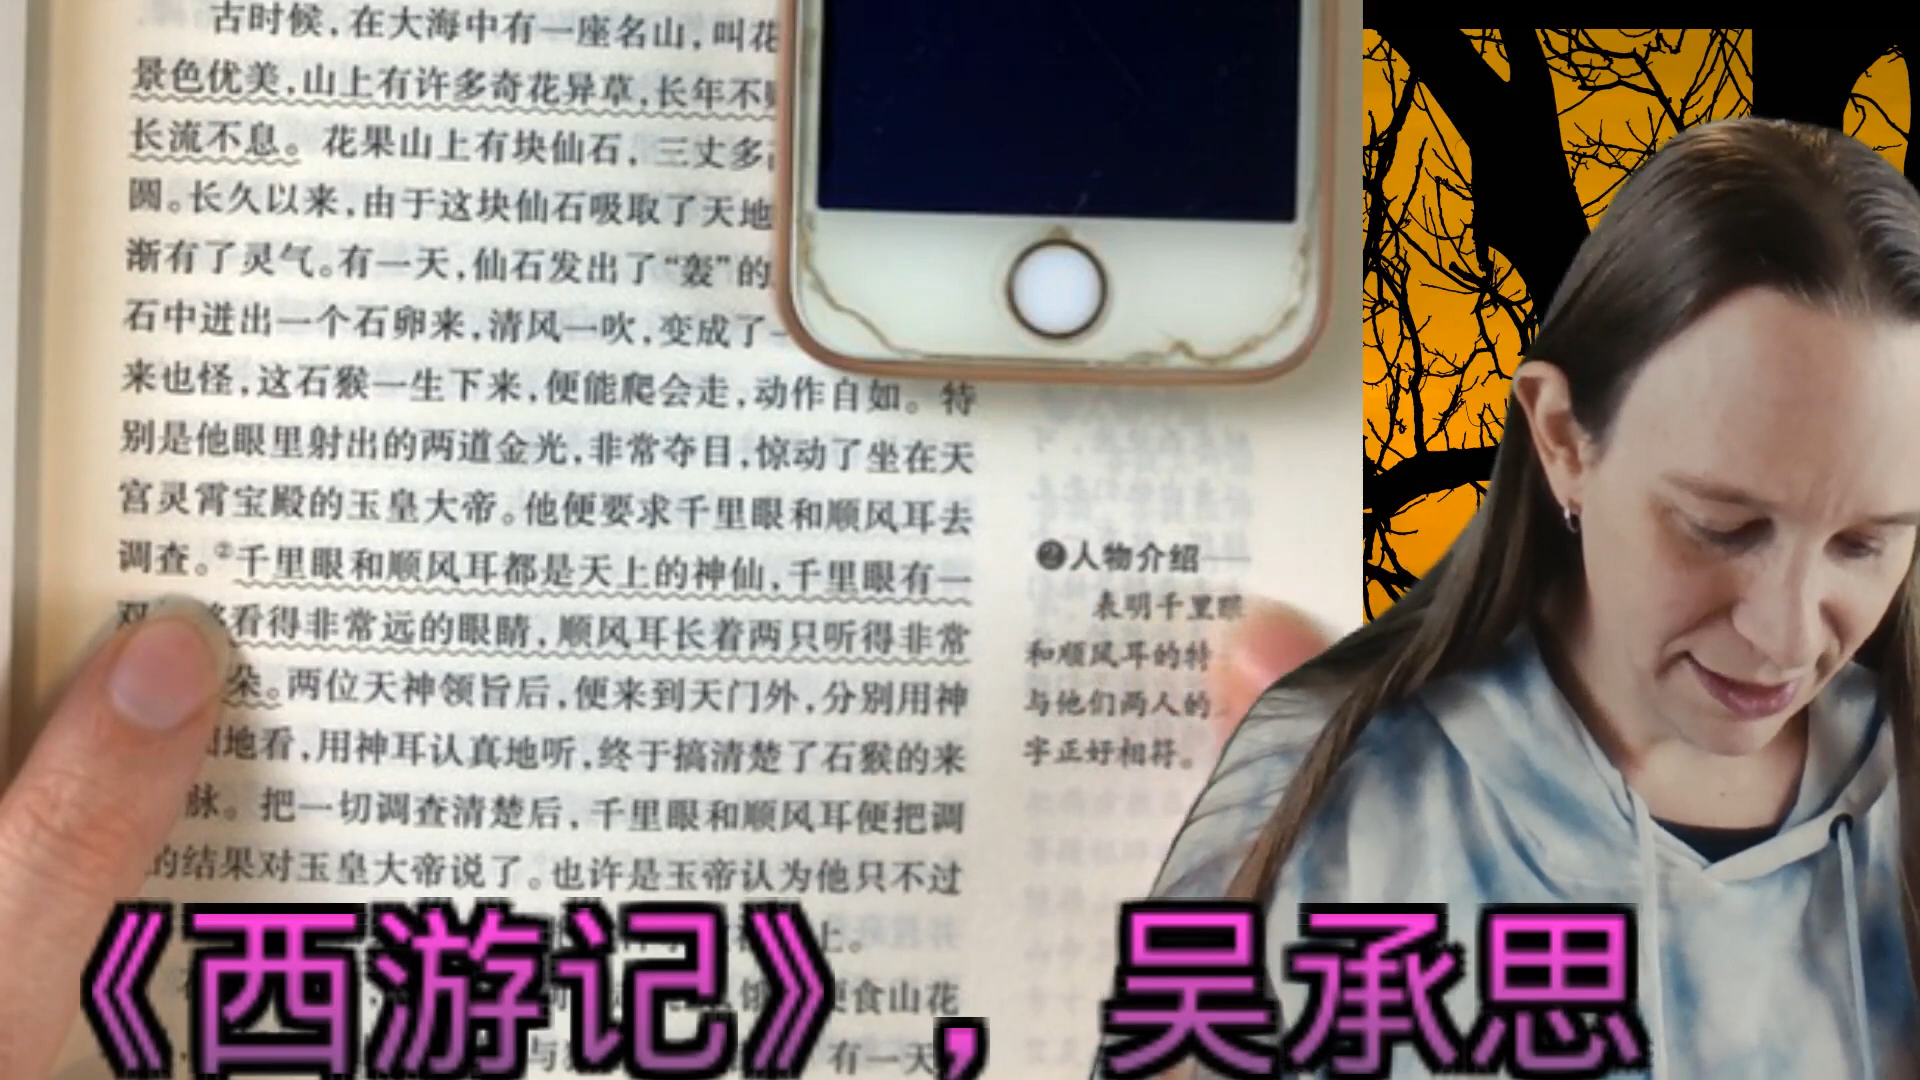 古时候,在大海中有一座名山,叫花
景色优美,山上有许多奇花异草,长年不
长流不息。花果山上有块仙石,三丈多
圆。长久以来,由于这块仙石吸取了天地
渐有了灵气。有一天,仙石发出了“轰”的
石中迸出一个石卵来,清风一吹,变成了一
来也怪,这石猴一生下来,便能爬会走,动作自如。特
别是他眼里射出的两道金光,非常夺目,惊动了坐在天
宫灵霄宝殿的玉皇大帝。他便要求千里眼和顺风耳去
调查。②千里眼和顺风耳都是天上的神仙,千里眼有一
看得非常远的眼睛,顺风耳长着两只听得非常
朵。两位天神领旨后,便来到天门外,分别用神
地看,用神耳认真地听,终于搞清楚了石猴的来
脉。把一切调查清楚后,千里眼和顺风耳便把调
的结果对玉皇大帝说了。也许是玉帝认为他只不过
上。
便食山花
与 有一天,
❷人物介绍
表明千里眼
和顺风耳的特
与他们两人的
字正好相符。
《西游记》,吴承思